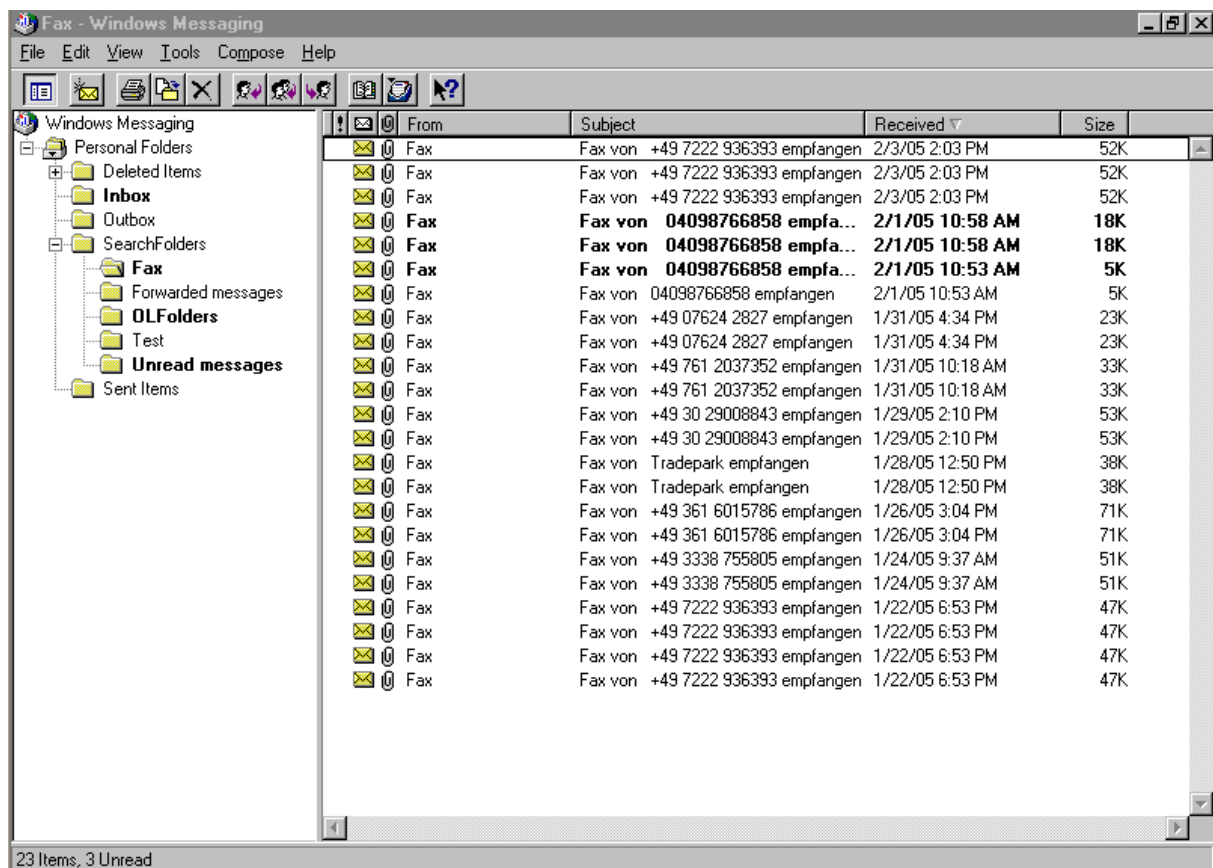 Fax - Windows Messaging
File Edit View Tools Compose Help
Windows Messaging
Personal Folders
Deleted Items
Inbox
Outbox
SearchFolders
Fax
Forwarded messages
OLFolders
Test
Unread messages
Sent Items
! From Subject Received Size
Fax Fax von +49 7222 936393 empfangen 2/3/05 2:03 PM 52K
Fax Fax von +49 7222 936393 empfangen 2/3/05 2:03 PM 52K
Fax Fax von +49 7222 936393 empfangen 2/3/05 2:03 PM 52K
Fax Fax von 04098766858 empfa... 2/1/05 10:58 AM 18K
Fax Fax von 04098766858 empfa... 2/1/05 10:58 AM 18K
Fax Fax von 04098766858 empfa... 2/1/05 10:53 AM 5K
Fax Fax von 04098766858 empfangen 2/1/05 10:53 AM 5K
Fax Fax von +49 07624 2827 empfangen 1/31/05 4:34 PM 23K
Fax Fax von +49 07624 2827 empfangen 1/31/05 4:34 PM 23K
Fax Fax von +49 761 2037352 empfangen 1/31/05 10:18 AM 33K
Fax Fax von +49 761 2037352 empfangen 1/31/05 10:18 AM 33K
Fax Fax von +49 30 29008843 empfangen 1/29/05 2:10 PM 53K
Fax Fax von +49 30 29008843 empfangen 1/29/05 2:10 PM 53K
Fax Fax von Tradepark empfangen 1/28/05 12:50 PM 38K
Fax Fax von Tradepark empfangen 1/28/05 12:50 PM 38K
Fax Fax von +49 361 6015786 empfangen 1/26/05 3:04 PM 71K
Fax Fax von +49 361 6015786 empfangen 1/26/05 3:04 PM 71K
Fax Fax von +49 3338 755805 empfangen 1/24/05 9:37 AM 51K
Fax Fax von +49 3338 755805 empfangen 1/24/05 9:37 AM 51K
Fax Fax von +49 7222 936393 empfangen 1/22/05 6:53 PM 47K
Fax Fax von +49 7222 936393 empfangen 1/22/05 6:53 PM 47K
Fax Fax von +49 7222 936393 empfangen 1/22/05 6:53 PM 47K
Fax Fax von +49 7222 936393 empfangen 1/22/05 6:53 PM 47K
23 Items, 3 Unread